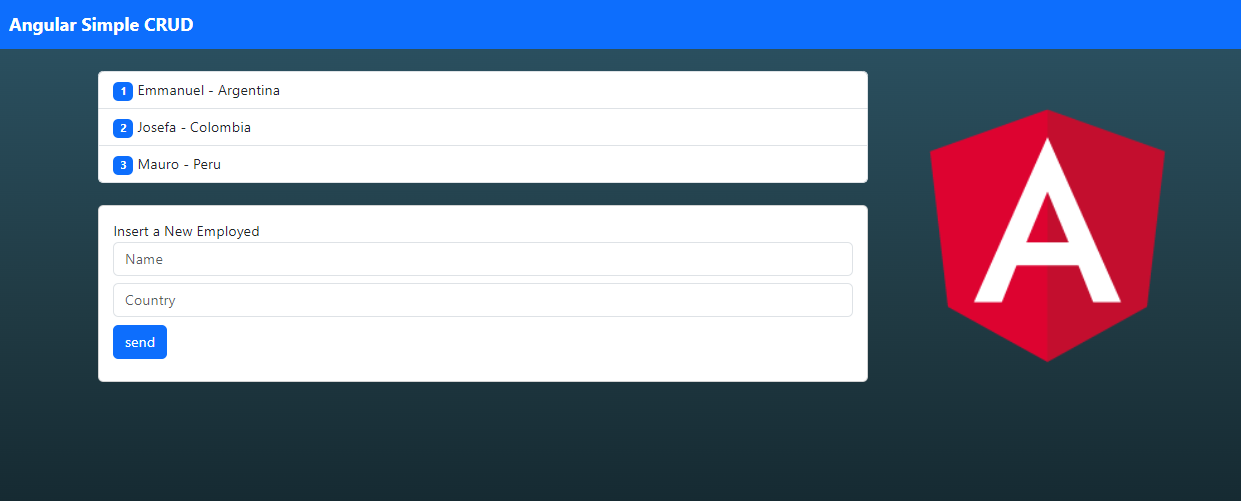 Angular Simple CRUD
1 Emmanuel - Argentina
2 Josefa - Colombia
3 Mauro - Peru
Insert a New Employed
Name
Country
send
A